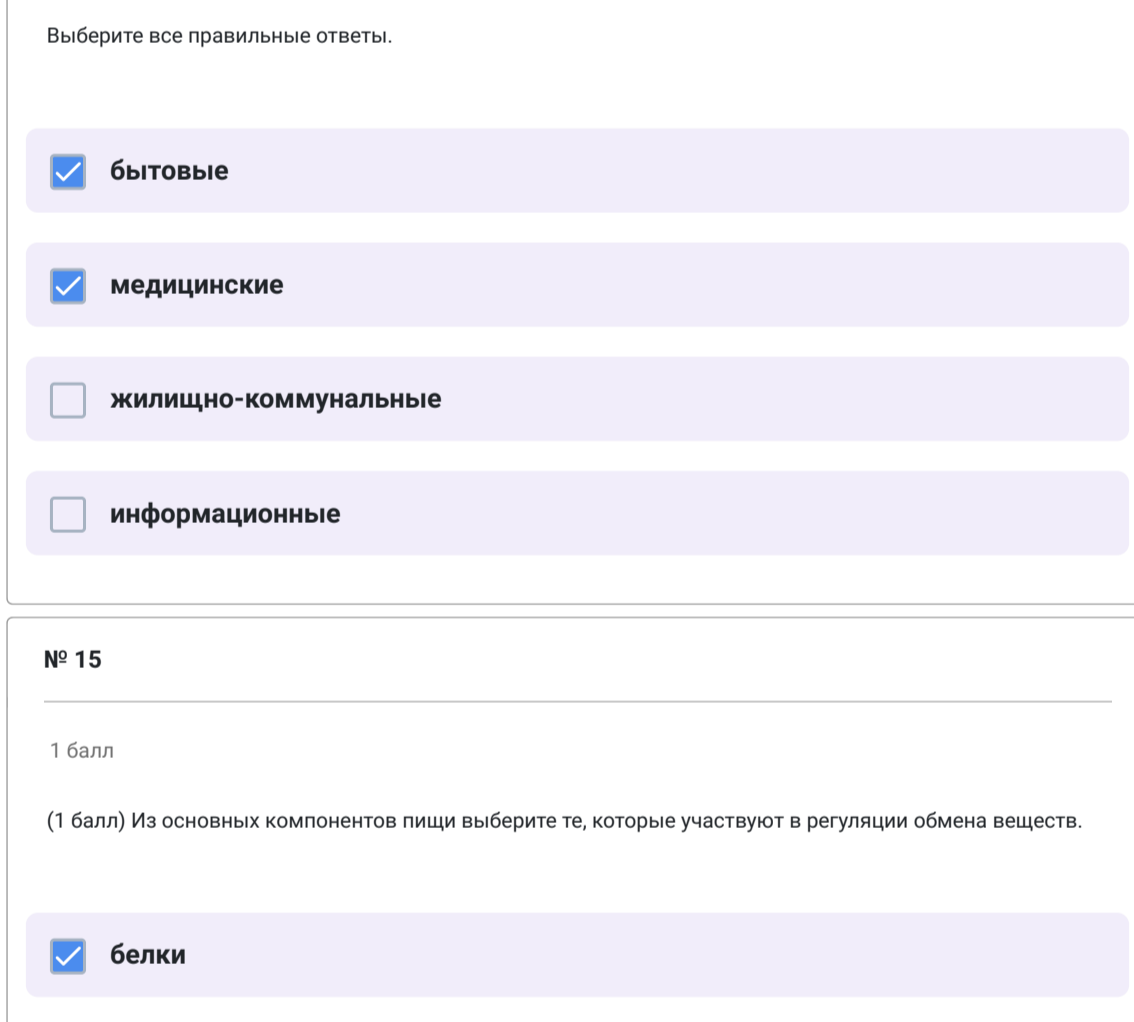 Выберите все правильные ответы.
бытовые
медицинские
жилищно-коммунальные
информационные
№ 15
1 балл
(1 балл) Из основных компонентов пищи выберите те, которые участвуют в регуляции обмена веществ.
белки